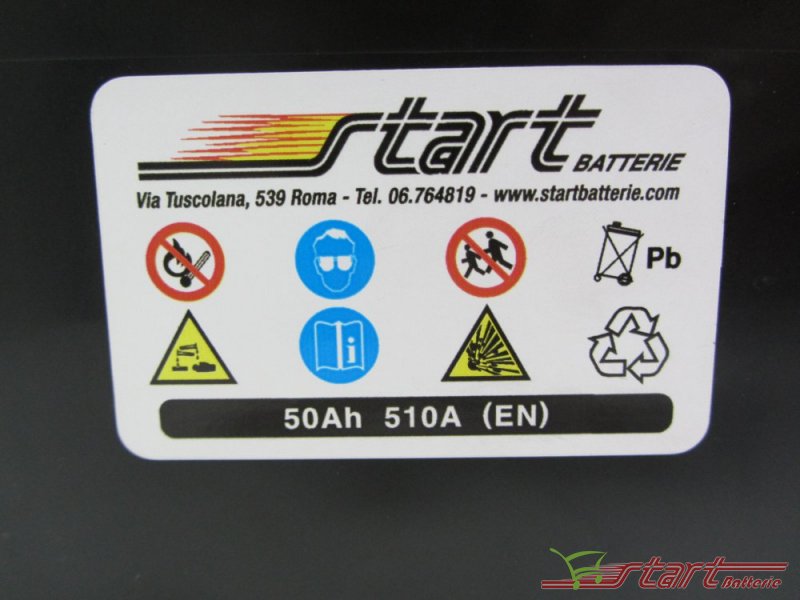 start BATTERIE
Via Tuscolana, 539 Roma - Tel. 06.764819 - www.startbatterie.com
Pb
i
50Ah 510A (EN)
start Batterie